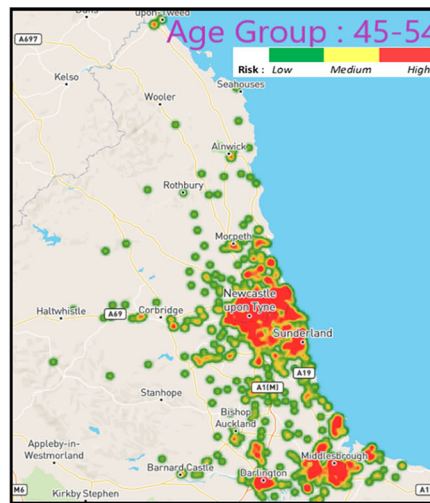 upon-Tweed
Age Group : 45-54
A697
Risk : Low Medium High
Kelso
Seahouses
Wooler
Alnwick
Rothbury
Morpeth
Newcastle
upon Tyne
Haltwhistle
A69
Corbridge
Sunderland
A19
A1(M)
Stanhope
Bishop
Auckland
Appleby-in-
Westmorland
Middlesbrough
Barnard Castle
Darlington
M6
A1
Kirkby Stephen